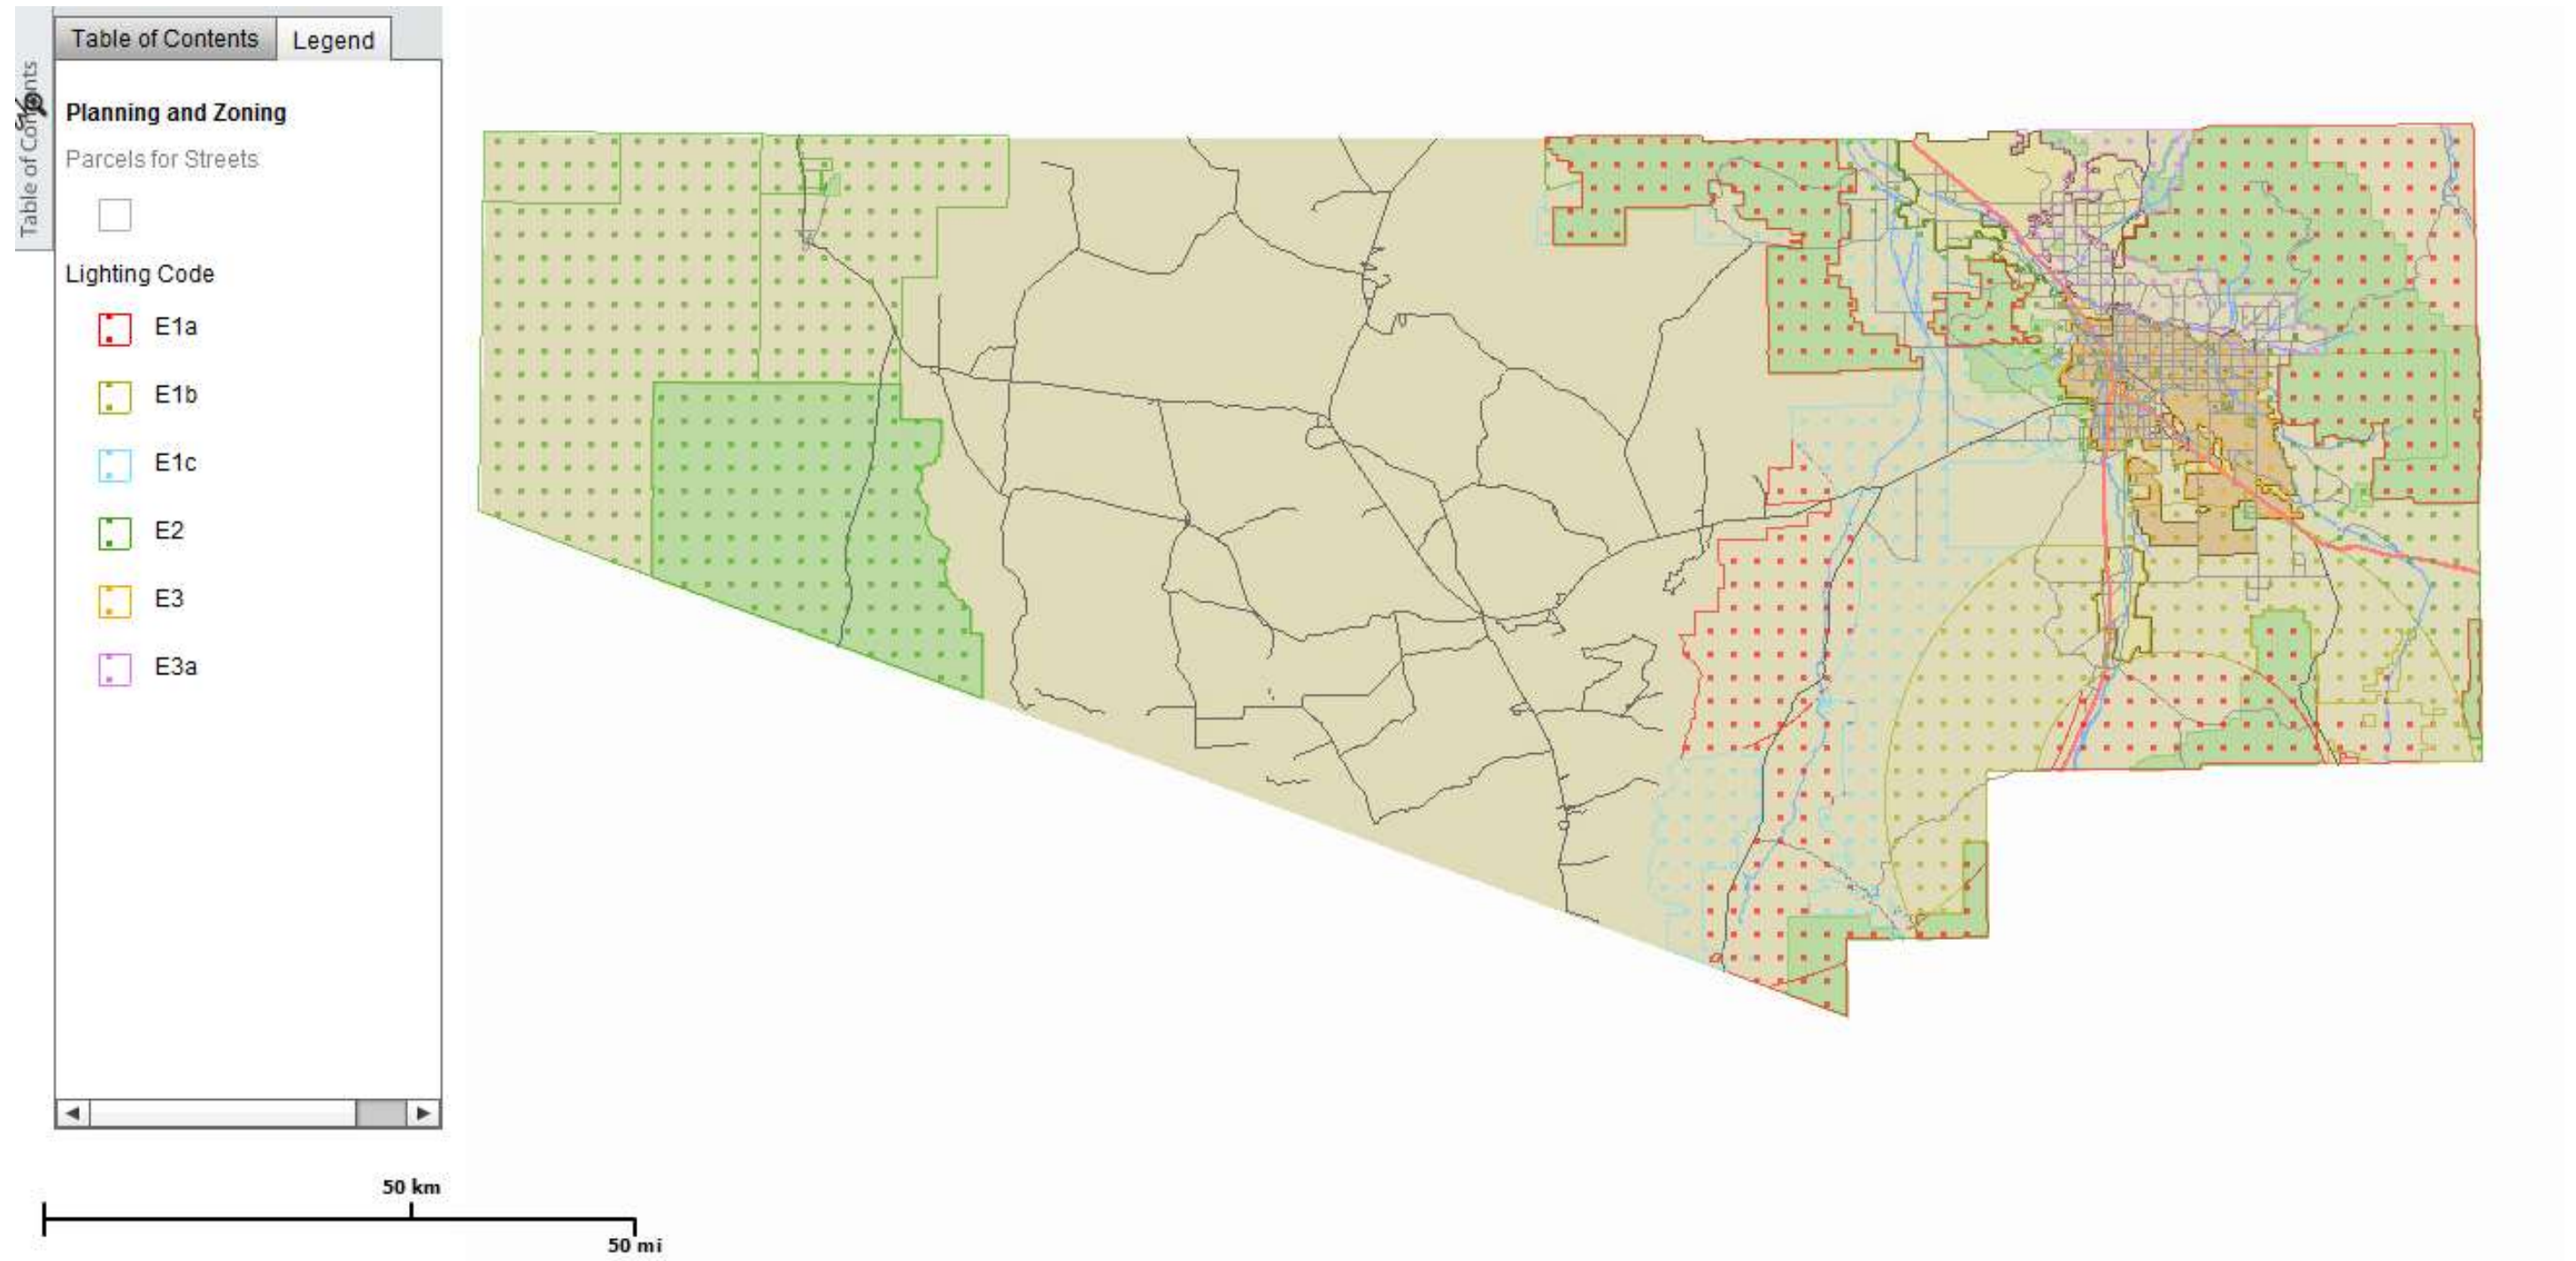 Table of Contents
Table of Contents
Legend
Planning and Zoning
Parcels for Streets
Lighting Code
E1a
E1b
E1c
E2
E3
E3a
50 km
50 mi